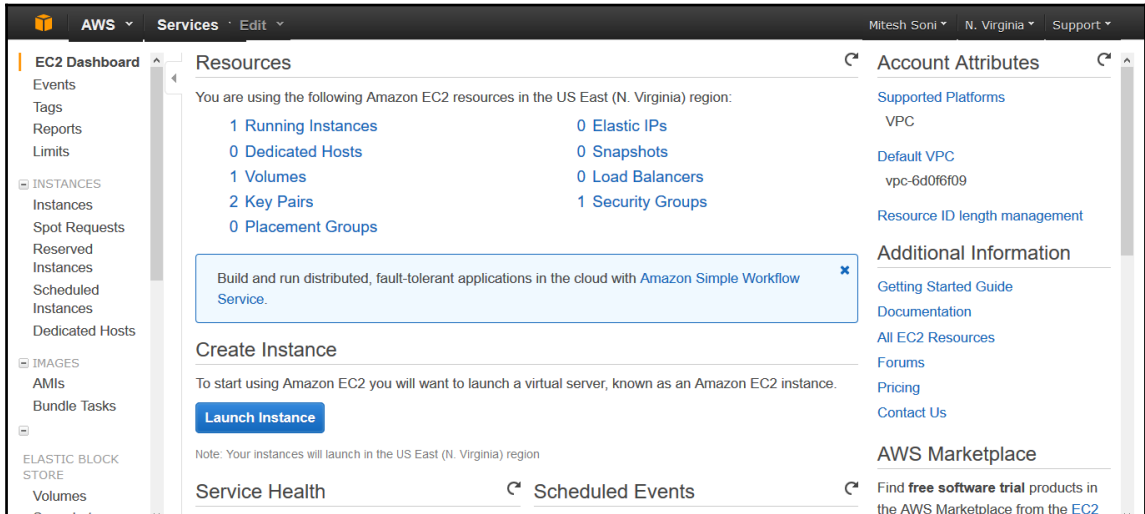 AWS Services Edit Mitesh Soni N. Virginia Support
EC2 Dashboard
Events
Tags
Reports
Limits
INSTANCES
Instances
Spot Requests
Reserved
Instances
Scheduled
Instances
Dedicated Hosts
IMAGES
AMIs
Bundle Tasks
ELASTIC BLOCK
STORE
Volumes
Resources
You are using the following Amazon EC2 resources in the US East (N. Virginia) region:
1 Running Instances
0 Dedicated Hosts
1 Volumes
2 Key Pairs
0 Placement Groups
0 Elastic IPs
0 Snapshots
0 Load Balancers
1 Security Groups
Build and run distributed, fault-tolerant applications in the cloud with Amazon Simple Workflow
Service.
Create Instance
To start using Amazon EC2 you will want to launch a virtual server, known as an Amazon EC2 instance.
Launch Instance
Note: Your instances will launch in the US East (N. Virginia) region
Service Health
Scheduled Events
Account Attributes
Supported Platforms
VPC
Default VPC
vpc-6d0f6f09
Resource ID length management
Additional Information
Getting Started Guide
Documentation
All EC2 Resources
Forums
Pricing
Contact Us
AWS Marketplace
Find free software trial products in
the AWS Marketplace from the EC2